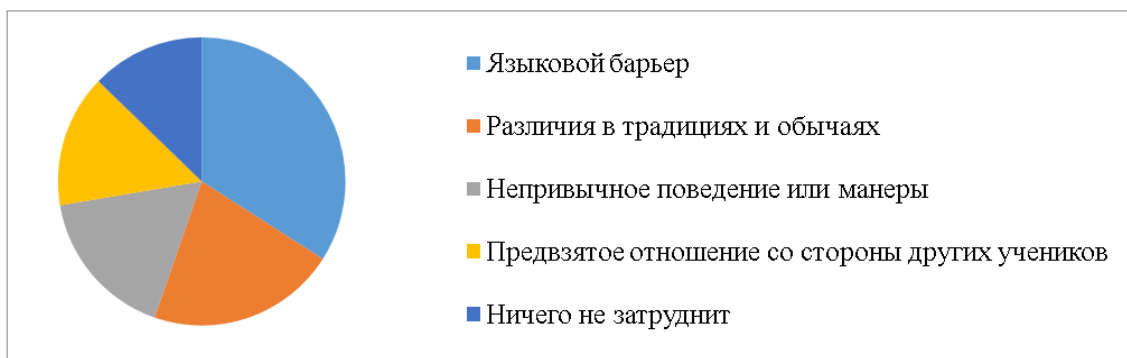 Языковой барьер
Различия в традициях и обычаях
Непривычное поведение или манеры
Предвзятое отношение со стороны других учеников
Ничего не затруднит